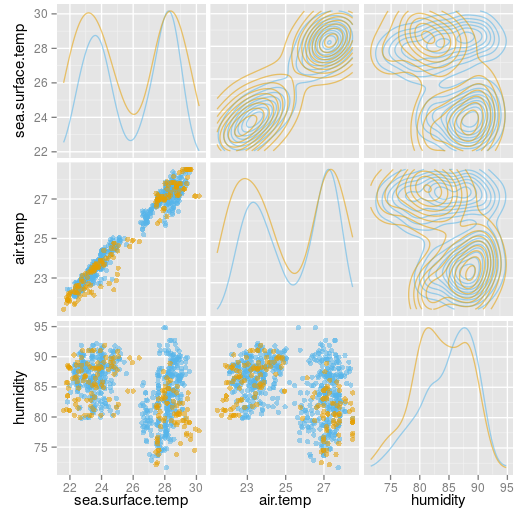 sea.surface.temp
30
28
26
24
22
air.temp
27
25
23
humidity
95
90
85
80
75
22 24 26 28 30
23 25 27
75 80 85 90 95
sea.surface.temp air.temp humidity